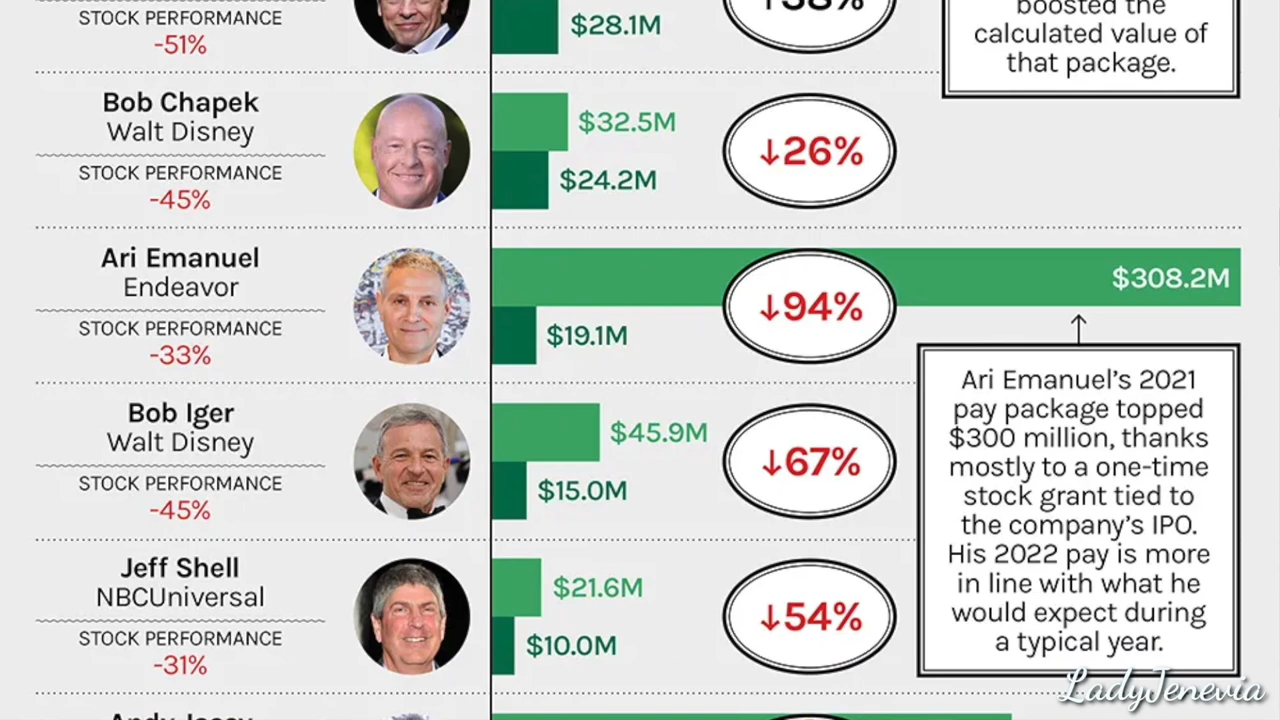 STOCK PERFORMANCE
-51%
$28.1M
boosted the
calculated value of
that package.
Bob Chapek
Walt Disney
STOCK PERFORMANCE
-45%
$32.5M
$24.2M
↓26%
Ari Emanuel
Endeavor
STOCK PERFORMANCE
-33%
$308.2M
$19.1M
↓94%
Ari Emanuel’s 2021
pay package topped
$300 million, thanks
mostly to a one-time
stock grant tied to
the company’s IPO.
His 2022 pay is more
in line with what he
would expect during
a typical year.
Bob Iger
Walt Disney
STOCK PERFORMANCE
-45%
$45.9M
$15.0M
↓67%
Jeff Shell
NBCUniversal
STOCK PERFORMANCE
-31%
$21.6M
$10.0M
↓54%
LadyJenevia